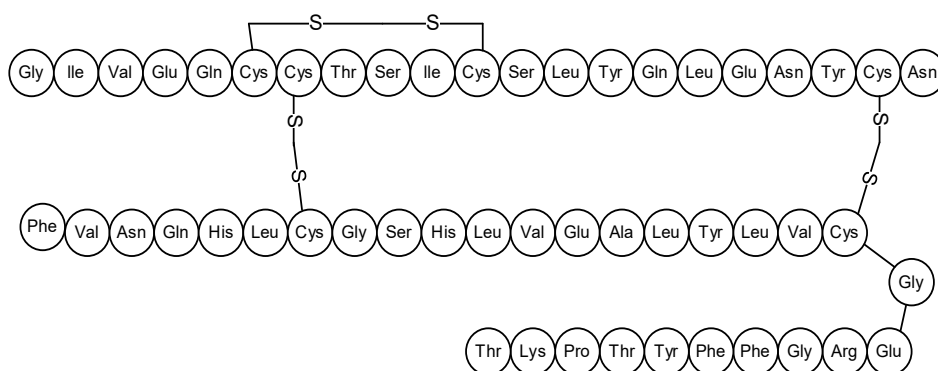 S S
Gly Ile Val Glu Gln Cys Cys Thr Ser Ile Cys Ser Leu Tyr Gln Leu Glu Asn Tyr Cys Asn
S S
S S
Phe Val Asn Gln His Leu Cys Gly Ser His Leu Val Glu Ala Leu Tyr Leu Val Cys
Gly
Thr Lys Pro Thr Tyr Phe Phe Gly Arg Glu